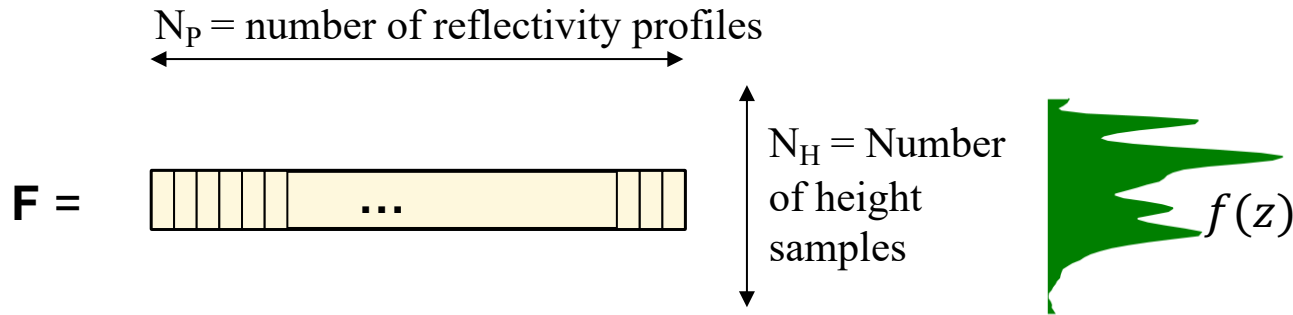 N_P = number of reflectivity profiles
F =
...
N_H = Number
of height
samples
f(z)